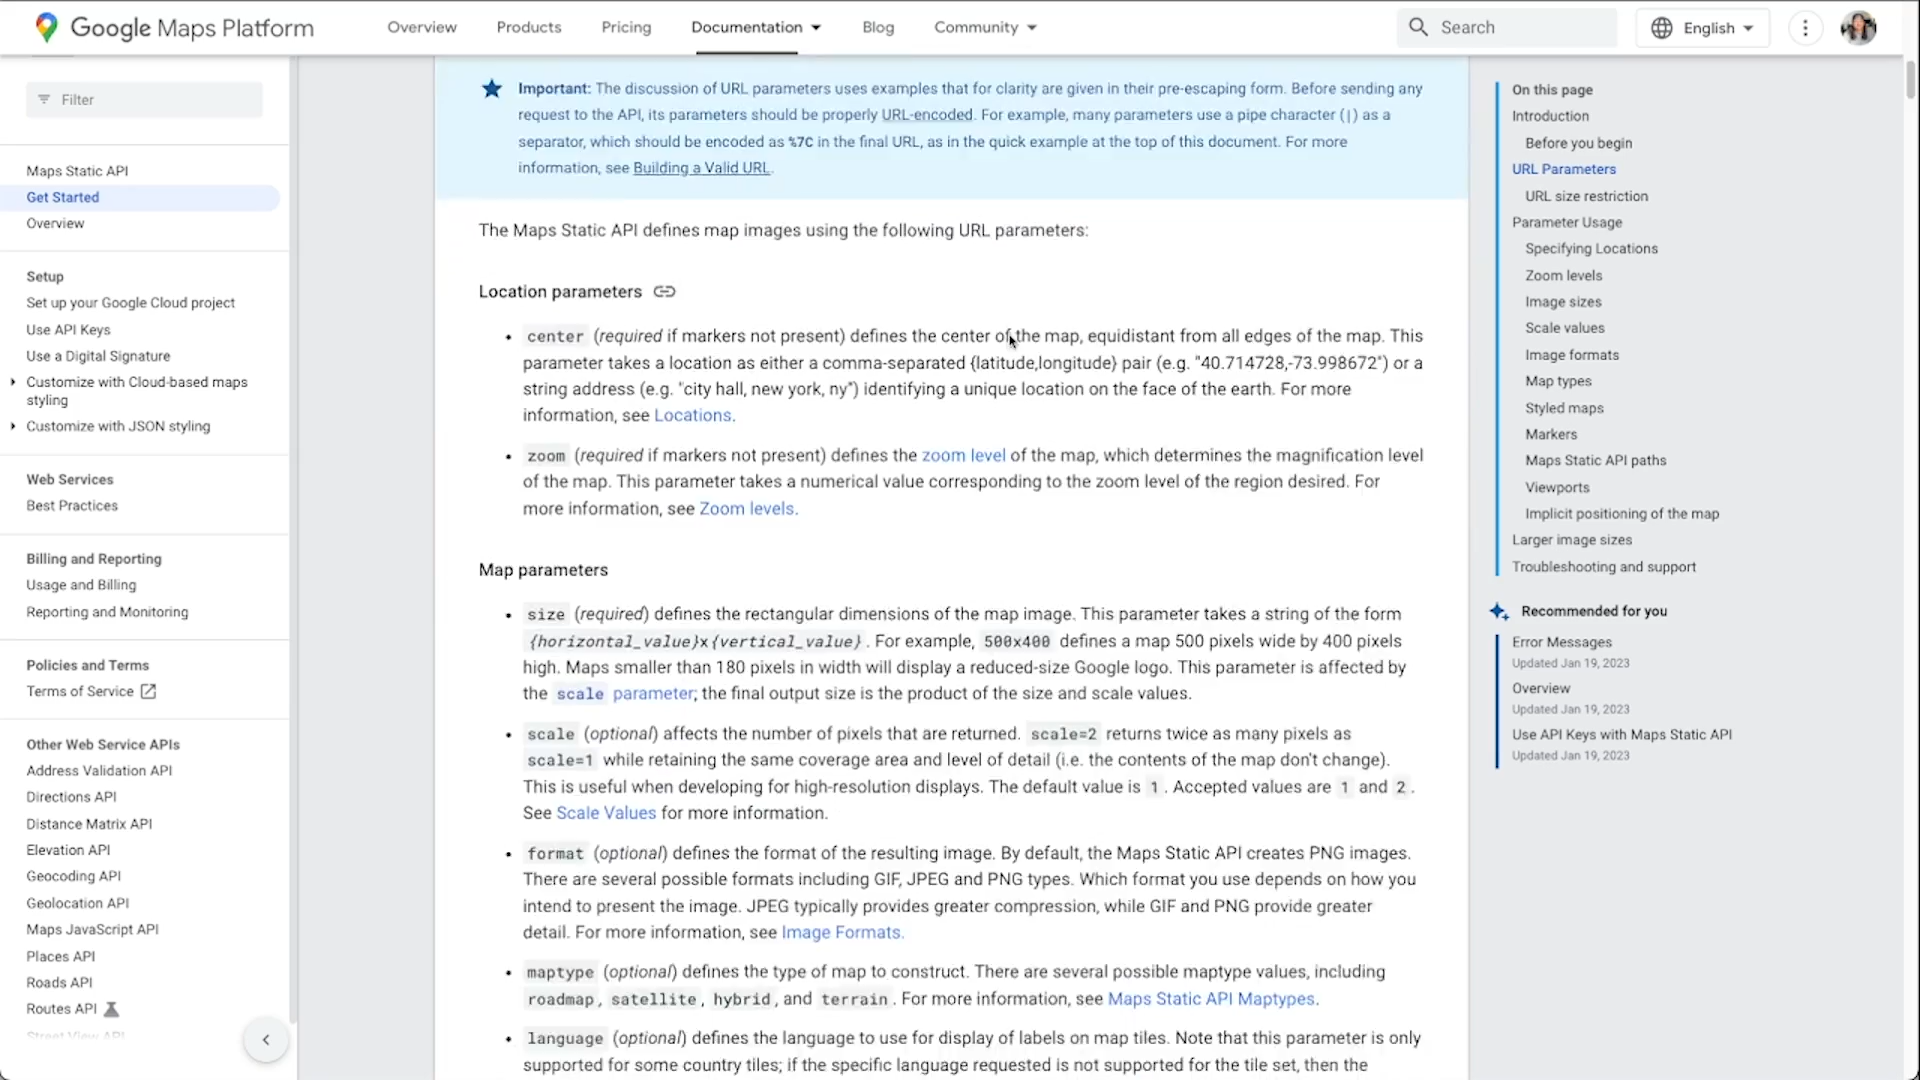 Google Maps Platform
Overview
Products
Pricing
Documentation
Blog
Community
Search
English
Filter
Maps Static API
Get Started
Overview
Setup
Set up your Google Cloud project
Use API Keys
Use a Digital Signature
Customize with Cloud-based maps
styling
Customize with JSON styling
Web Services
Best Practices
Billing and Reporting
Usage and Billing
Reporting and Monitoring
Policies and Terms
Terms of Service
Other Web Service APIs
Address Validation API
Directions API
Distance Matrix API
Elevation API
Geocoding API
Geolocation API
Maps JavaScript API
Places API
Roads API
Routes API
Street View API
Important: The discussion of URL parameters uses examples that for clarity are given in their pre-escaping form. Before sending any
request to the API, its parameters should be properly URL-encoded. For example, many parameters use a pipe character (|) as a
separator, which should be encoded as %7C in the final URL, as in the quick example at the top of this document. For more
information, see Building a Valid URL.
The Maps Static API defines map images using the following URL parameters:
Location parameters
• center (required if markers not present) defines the center of the map, equidistant from all edges of the map. This
parameter takes a location as either a comma-separated {latitude,longitude} pair (e.g. "40.714728,-73.998672") or a
string address (e.g. "city hall, new york, ny") identifying a unique location on the face of the earth. For more
information, see Locations.
• zoom (required if markers not present) defines the zoom level of the map, which determines the magnification level
of the map. This parameter takes a numerical value corresponding to the zoom level of the region desired. For
more information, see Zoom levels.
Map parameters
• size (required) defines the rectangular dimensions of the map image. This parameter takes a string of the form
{horizontal_value}x{vertical_value}. For example, 500x400 defines a map 500 pixels wide by 400 pixels
high. Maps smaller than 180 pixels in width will display a reduced-size Google logo. This parameter is affected by
the scale parameter; the final output size is the product of the size and scale values.
• scale (optional) affects the number of pixels that are returned. scale=2 returns twice as many pixels as
scale=1 while retaining the same coverage area and level of detail (i.e. the contents of the map don't change).
This is useful when developing for high-resolution displays. The default value is 1. Accepted values are 1 and 2.
See Scale Values for more information.
• format (optional) defines the format of the resulting image. By default, the Maps Static API creates PNG images.
There are several possible formats including GIF, JPEG and PNG types. Which format you use depends on how you
intend to present the image. JPEG typically provides greater compression, while GIF and PNG provide greater
detail. For more information, see Image Formats.
• maptype (optional) defines the type of map to construct. There are several possible maptype values, including
roadmap, satellite, hybrid, and terrain. For more information, see Maps Static API Maptypes.
• language (optional) defines the language to use for display of labels on map tiles. Note that this parameter is only
supported for some country tiles; if the specific language requested is not supported for the tile set, then the
On this page
Introduction
Before you begin
URL Parameters
URL size restriction
Parameter Usage
Specifying Locations
Zoom levels
Image sizes
Scale values
Image formats
Map types
Styled maps
Markers
Maps Static API paths
Viewports
Implicit positioning of the map
Larger image sizes
Troubleshooting and support
Recommended for you
Error Messages
Updated Jan 19, 2023
Overview
Updated Jan 19, 2023
Use API Keys with Maps Static API
Updated Jan 19, 2023